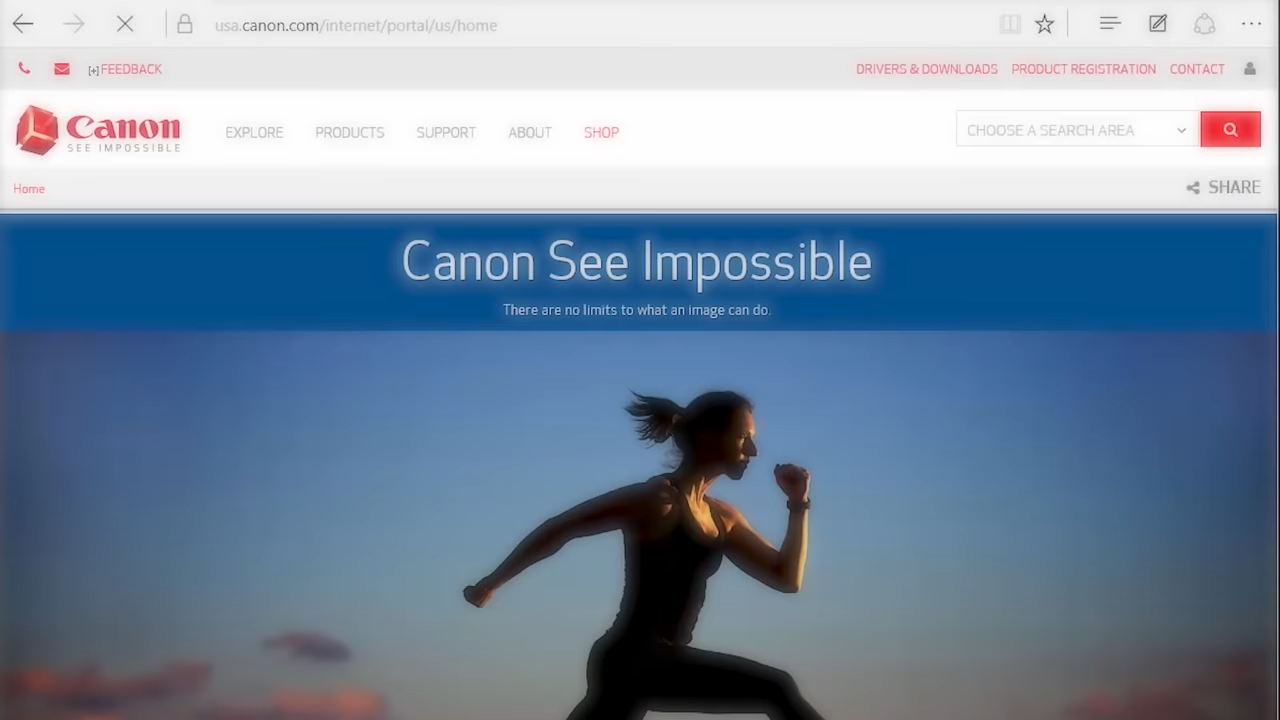 usa.canon.com/internet/portal/us/home
[+]FEEDBACK
DRIVERS & DOWNLOADS PRODUCT REGISTRATION CONTACT
Canon
SEE IMPOSSIBLE
EXPLORE PRODUCTS SUPPORT ABOUT SHOP
CHOOSE A SEARCH AREA
Home
SHARE
Canon See Impossible
There are no limits to what an image can do.